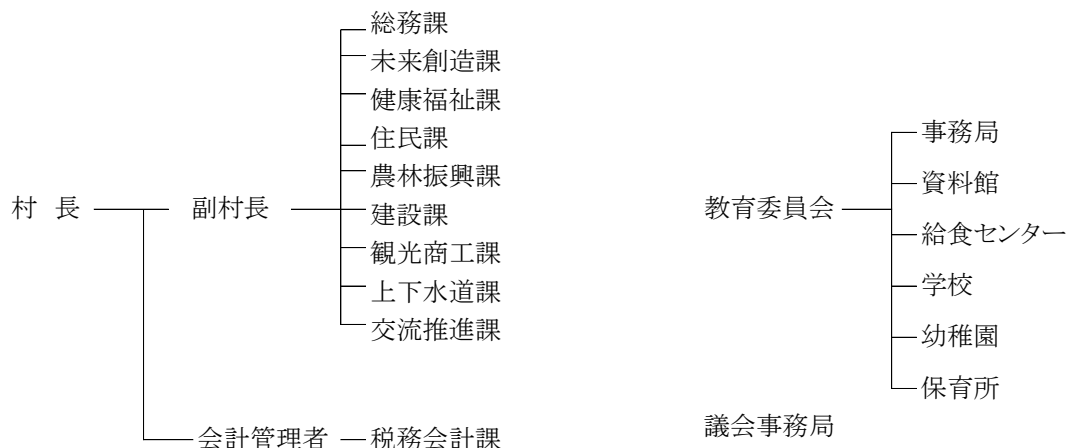 総務課
未来創造課
健康福祉課
住民課
農林振興課
村 長
副村長
建設課
観光商工課
上下水道課
交流推進課
会計管理者
税務会計課
事務局
資料館
教育委員会
給食センター
学校
幼稚園
保育所
議会事務局